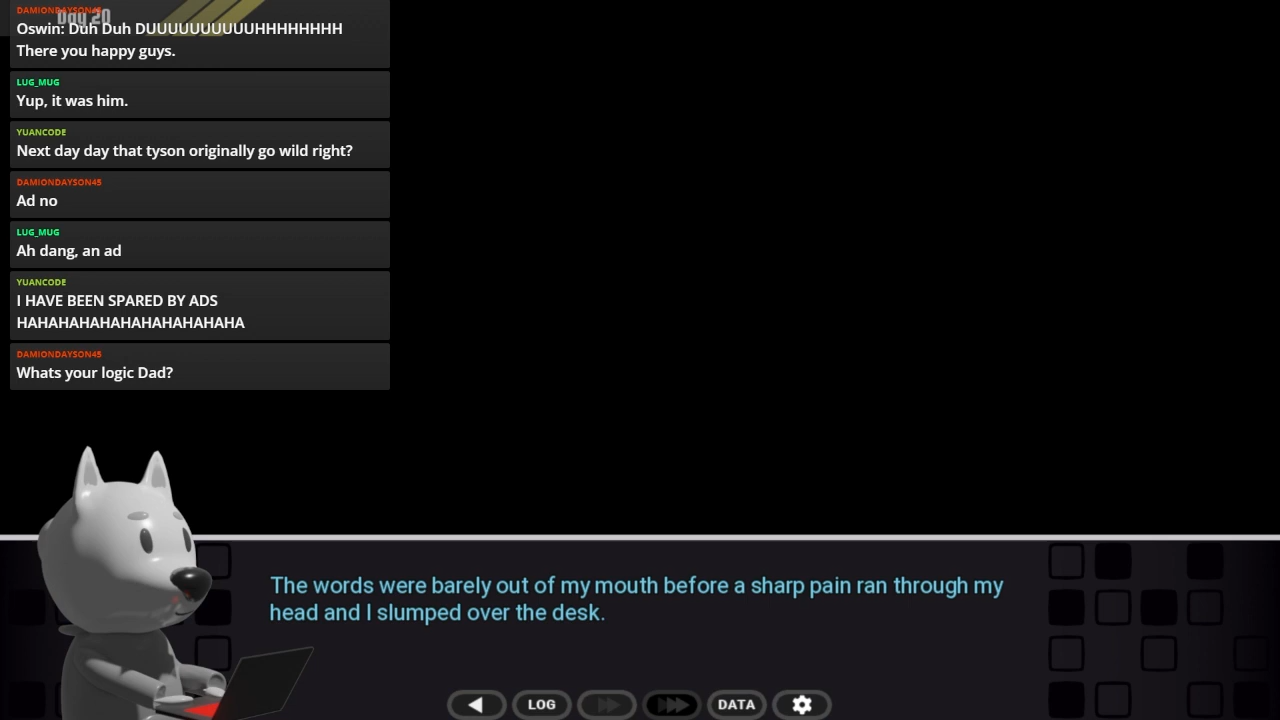 DAMIONDAYSON45
Day 20
Oswin: Duh Duh DUUUUUUUUUUHHHHHHHH
There you happy guys.
LUG_MUG
Yup, it was him.
YUANCODE
Next day day that tyson originally go wild right?
DAMIONDAYSON45
Ad no
LUG_MUG
Ah dang, an ad
YUANCODE
I HAVE BEEN SPARED BY ADS
HAHAHAHAHAHAHAHAHAHA
DAMIONDAYSON45
Whats your logic Dad?
The words were barely out of my mouth before a sharp pain ran through my
head and I slumped over the desk.
LOG
DATA